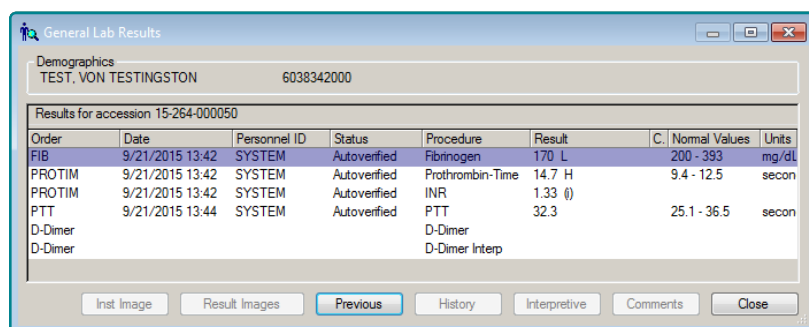 General Lab Results
Demographics
TEST, VON TESTINGSTON 6038342000
Results for accession 15-264-000050
Order Date Personnel ID Status Procedure Result C. Normal Values Units
FIB 9/21/2015 13:42 SYSTEM Autoverified Fibrinogen 170 L 200 - 393 mg/dL
PROTIM 9/21/2015 13:42 SYSTEM Autoverified Prothrombin-Time 14.7 H 9.4 - 12.5 secon
PROTIM 9/21/2015 13:42 SYSTEM Autoverified INR 1.33 (i)
PTT 9/21/2015 13:44 SYSTEM Autoverified PTT 32.3 25.1 - 36.5 secon
D-Dimer D-Dimer
D-Dimer D-Dimer Interp
Inst Image Result Images Previous History Interpretive Comments Close